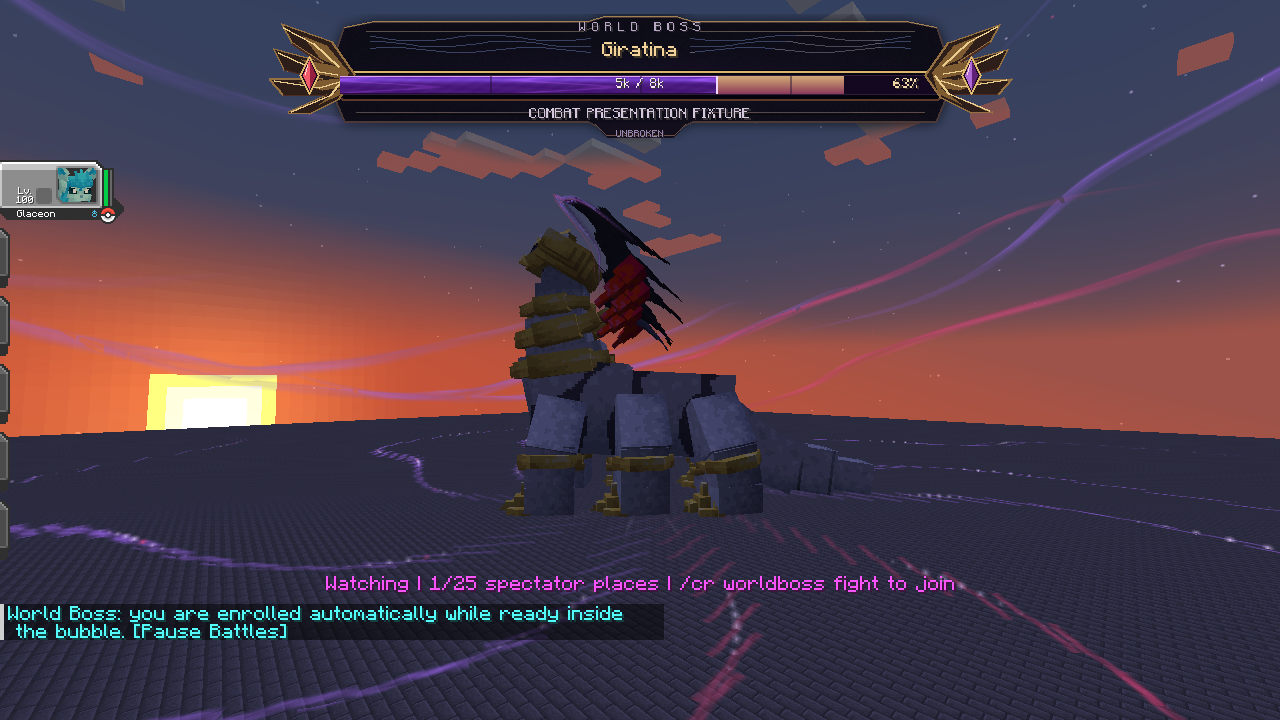 WORLD BOSS
Giratina
5k / 8k
63%
COMBAT PRESENTATION FIXTURE
UNBROKEN
Lv.
100
Glaceon
Watching | 1/25 spectator places | /cr worldboss fight to join
World Boss: you are enrolled automatically while ready inside
the bubble. [Pause Battles]